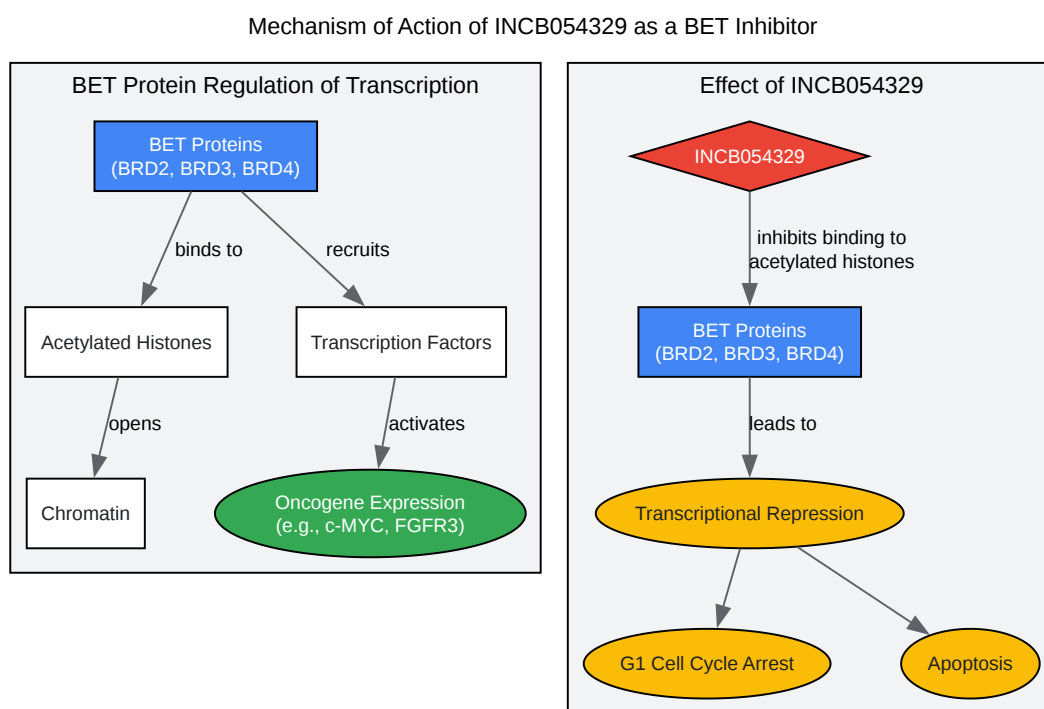 Mechanism of Action of INCB054329 as a BET Inhibitor
BET Protein Regulation of Transcription
BET Proteins
(BRD2, BRD3, BRD4)
binds to
recruits
Acetylated Histones
Transcription Factors
opens
activates
Chromatin
Oncogene Expression
(e.g., c-MYC, FGFR3)
Effect of INCB054329
INCB054329
inhibits binding to
acetylated histones
BET Proteins
(BRD2, BRD3, BRD4)
leads to
Transcriptional Repression
G1 Cell Cycle Arrest
Apoptosis